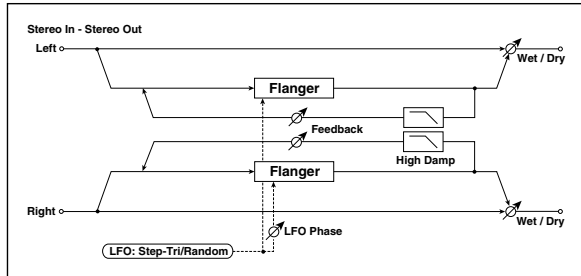 Stereo In - Stereo Out
Left
Wet / Dry
Flanger
Feedback
High Damp
Flanger
Right
LFO Phase
Wet / Dry
LFO: Step-Tri/Random